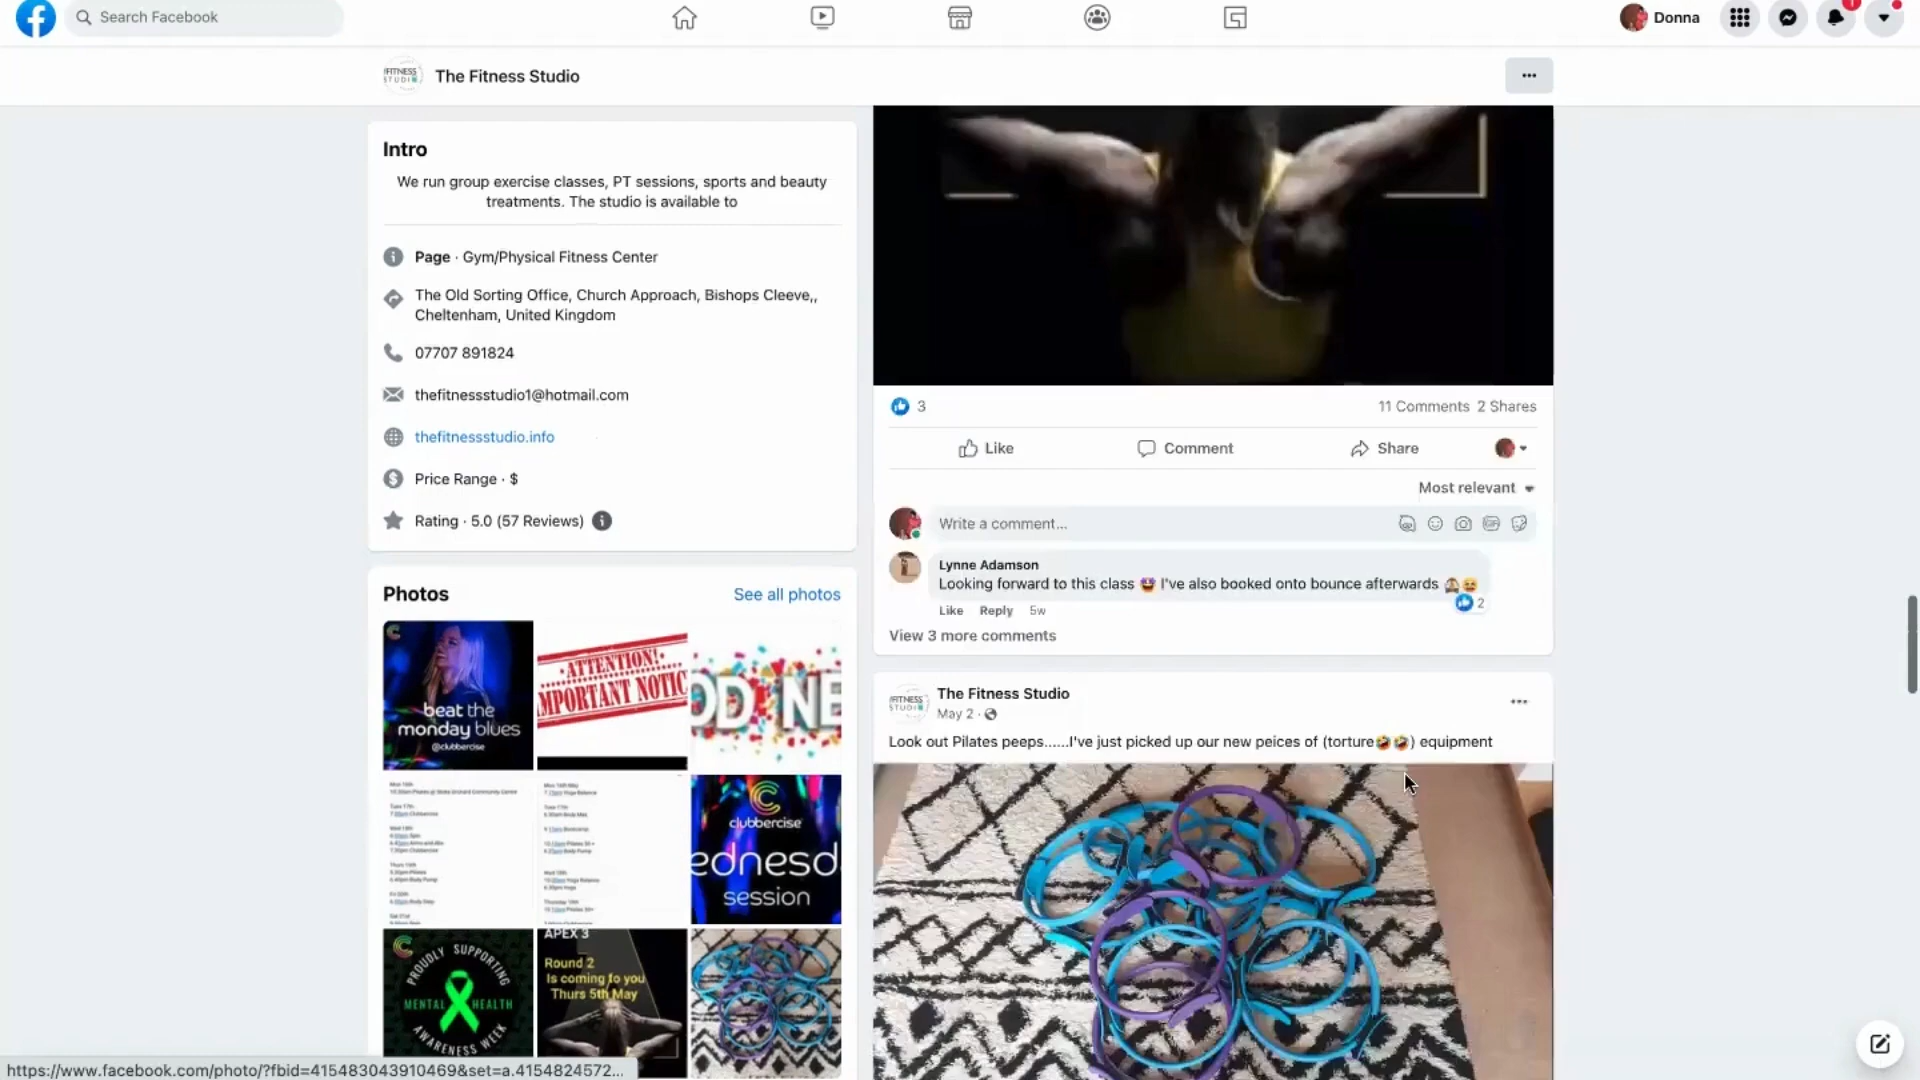 Search Facebook
Donna
1
FITNESS
STUDIO
The Fitness Studio
Intro
We run group exercise classes, PT sessions, sports and beauty
treatments. The studio is available to
Page · Gym/Physical Fitness Center
The Old Sorting Office, Church Approach, Bishops Cleeve,,
Cheltenham, United Kingdom
07707 891824
thefitnessstudio1@hotmail.com
thefitnessstudio.info
Price Range · $
Rating · 5.0 (57 Reviews)
Photos
See all photos
beat the
monday blues
@clubbercise
·ATTENTION!·
MPORTANT NOTIC
OD NE
clubbercise
ednesd
session
PROUDLY SUPPORTING
MENTAL HEALTH
AWARENESS WEEK
APEX 3
Round 2
Is coming to you
Thurs 5th May
3
11 Comments 2 Shares
Like
Comment
Share
Most relevant
Write a comment...
Lynne Adamson
Looking forward to this class 🤩 I've also booked onto bounce afterwards 🙈😆
2
Like Reply 5w
View 3 more comments
FITNESS
STUDIO
The Fitness Studio
May 2 ·
Look out Pilates peeps......I've just picked up our new peices of (torture🤣🤣) equipment
https://www.facebook.com/photo/?fbid=415483043910469&set=a.4154824572...